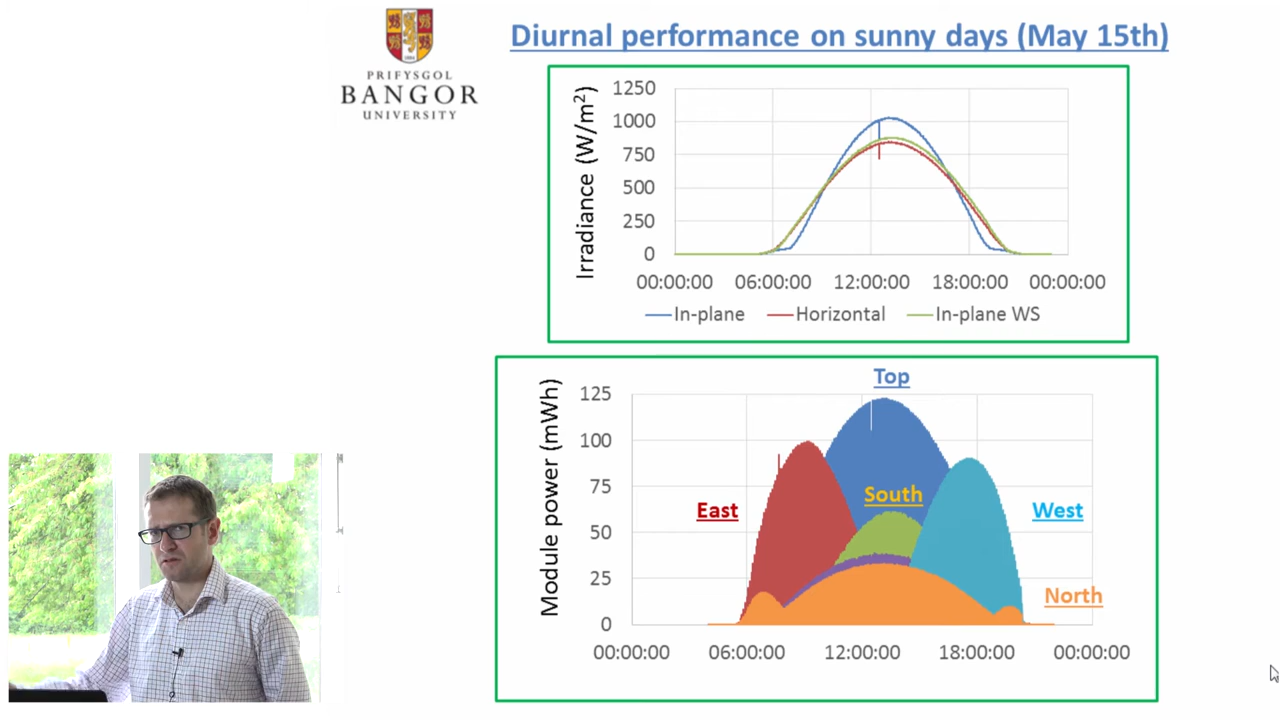 PRIFYSGOL
BANGOR
UNIVERSITY
Diurnal performance on sunny days (May 15th)
Irradiance (W/m2)
1250
1000
750
500
250
0
00:00:00 06:00:00 12:00:00 18:00:00 00:00:00
In-plane Horizontal In-plane WS
Module power (mWh)
125
100
75
50
25
0
Top
East
South
West
North
00:00:00 06:00:00 12:00:00 18:00:00 00:00:00